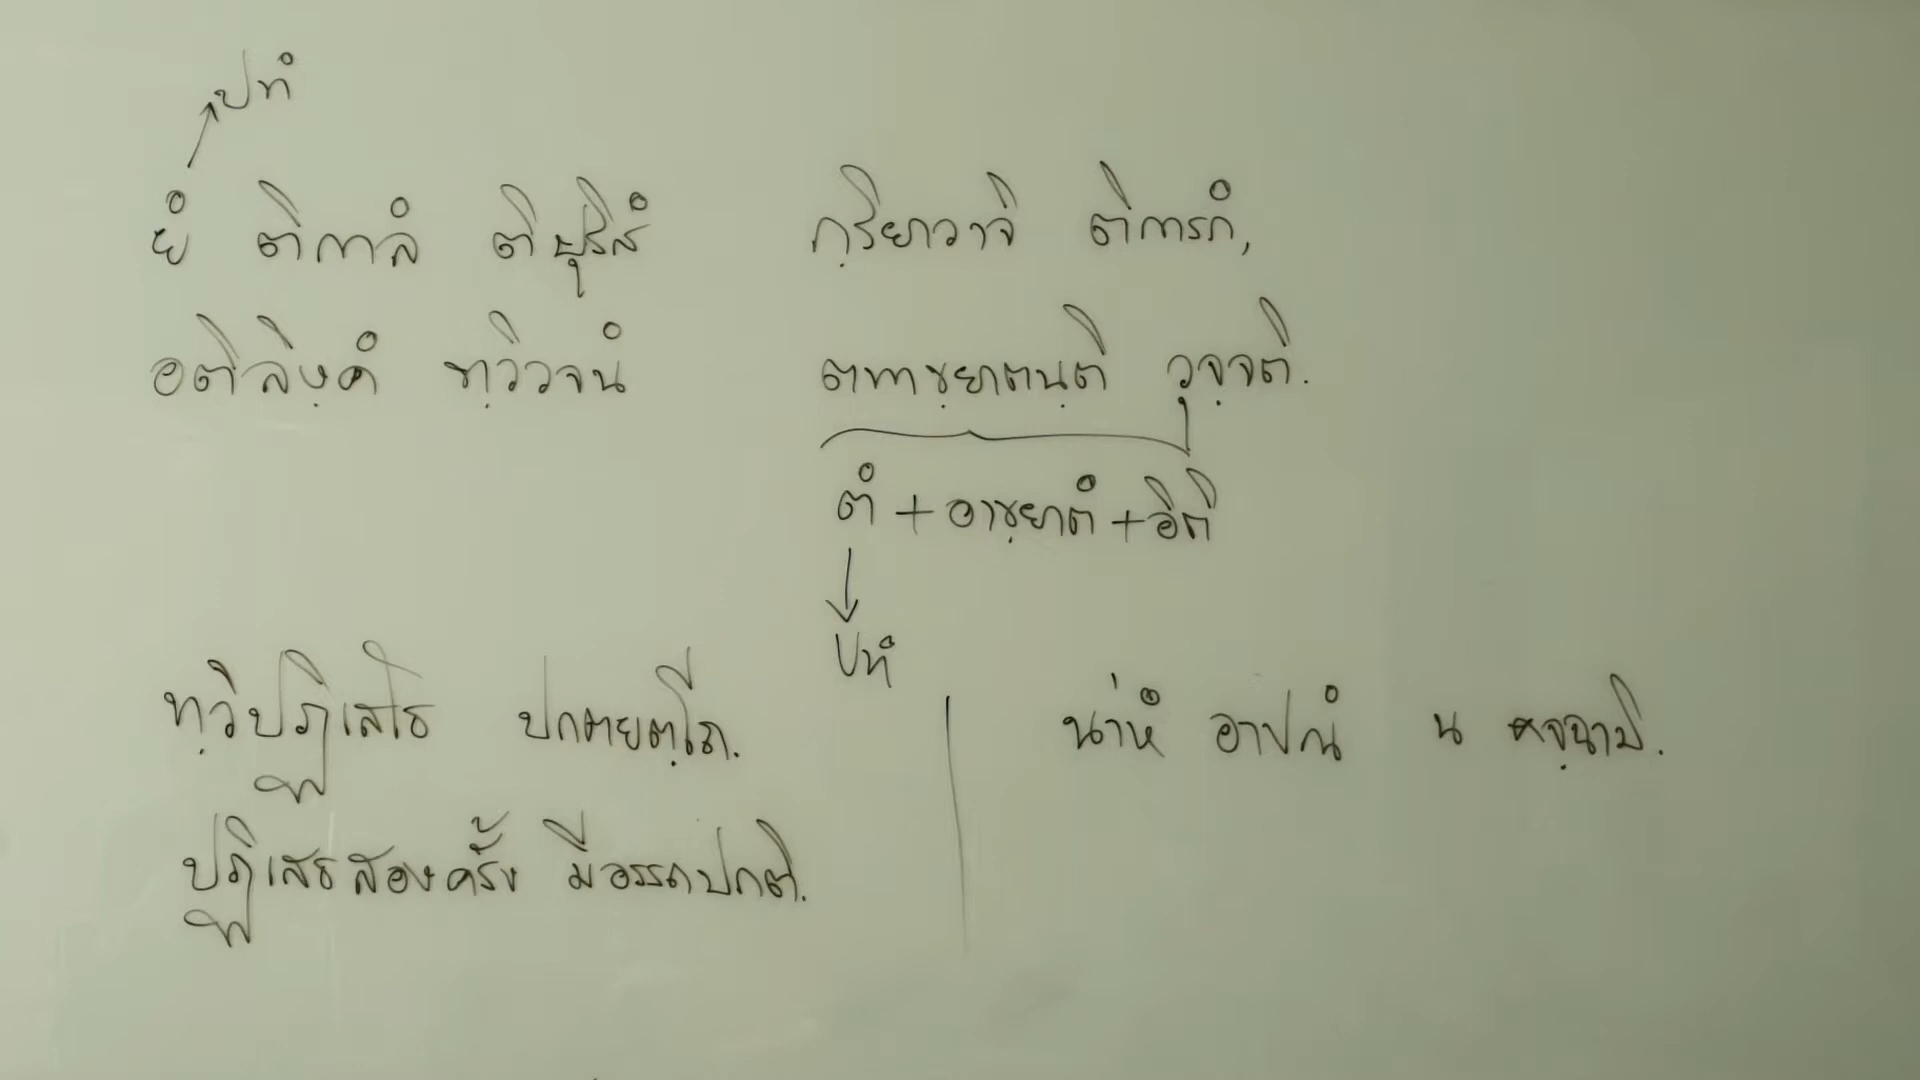 ปทํ
ยํ ติกาลํ ติปุริสํ กฺริยาวาจิ ติการกํ,
อติลิงฺคํ ทฺวิวจนํ ตทาขฺยาตนฺติ วุจฺจติ.
ตํ + อาขฺยาตํ + อิติ
ปทํ
ทฺวิปฏิเสโธ ปกตฺยตฺโถ. นาหํ อาปณํ น คจฺฉามิ.
ปฏิเสธสองครั้ง มีอรรถปกติ.